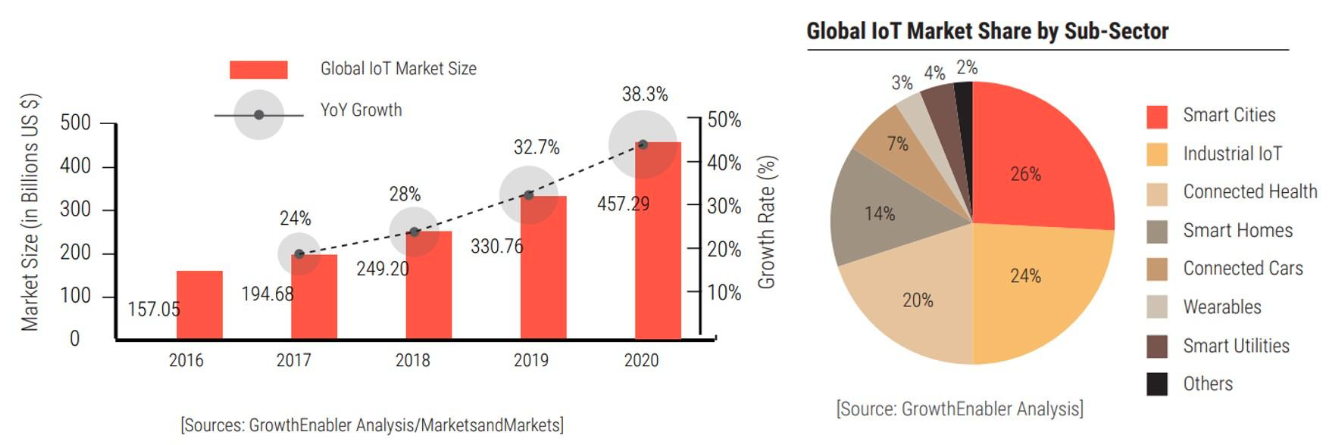 Global IoT Market Size
YoY Growth
Market Size (in Billions US $)
500
400
300
200
100
0
157.05
194.68
249.20
330.76
457.29
24%
28%
32.7%
38.3%
50%
40%
30%
20%
10%
Growth Rate (%)
2016
2017
2018
2019
2020
[Sources: GrowthEnabler Analysis/MarketsandMarkets]
Global IoT Market Share by Sub-Sector
26%
24%
20%
14%
7%
3%
4%
2%
Smart Cities
Industrial IoT
Connected Health
Smart Homes
Connected Cars
Wearables
Smart Utilities
Others
[Source: GrowthEnabler Analysis]